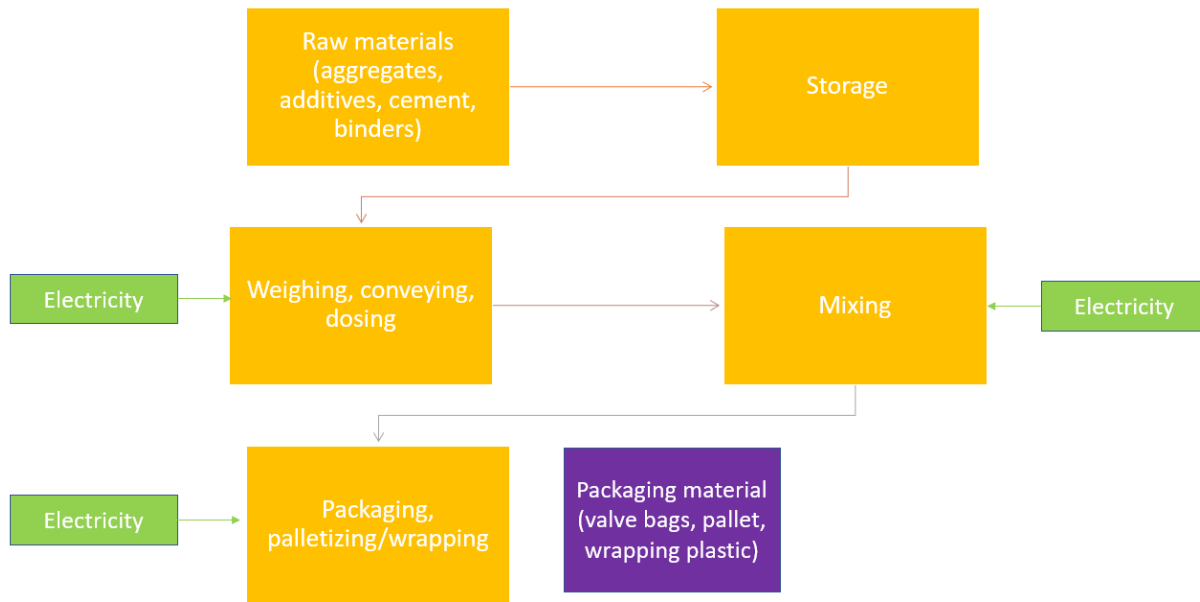 Raw materials
(aggregates,
additives, cement,
binders)
Storage
Electricity
Weighing, conveying,
dosing
Mixing
Electricity
Electricity
Packaging,
palletizing/wrapping
Packaging material
(valve bags, pallet,
wrapping plastic)